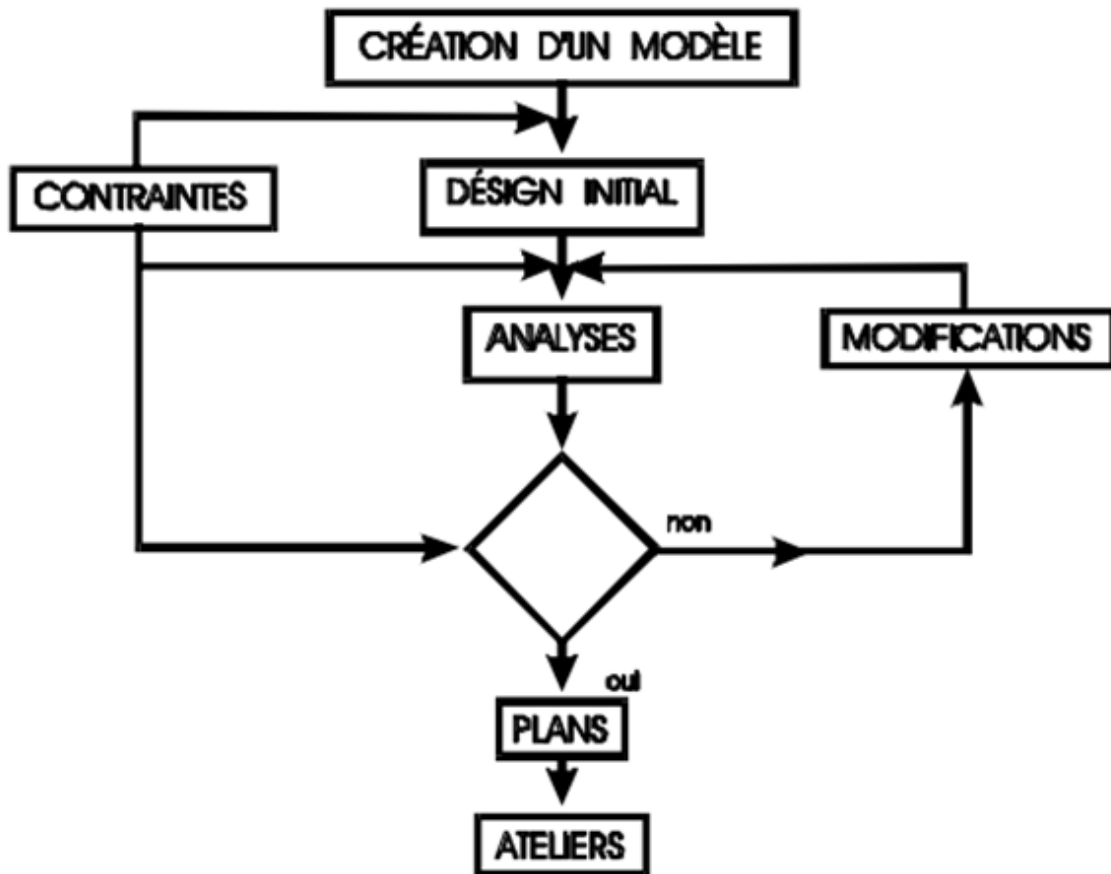 CRÉATION D'UN MODÈLE
CONTRAINTES
DÉSIGN INITIAL
ANALYSES
MODIFICATIONS
non
oui
PLANS
ATELIERS